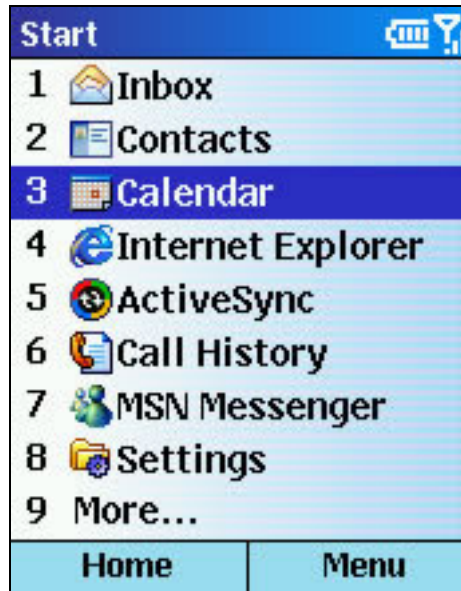 Start
1 Inbox
2 Contacts
3 Calendar
4 Internet Explorer
5 ActiveSync
6 Call History
7 MSN Messenger
8 Settings
9 More...
Home Menu